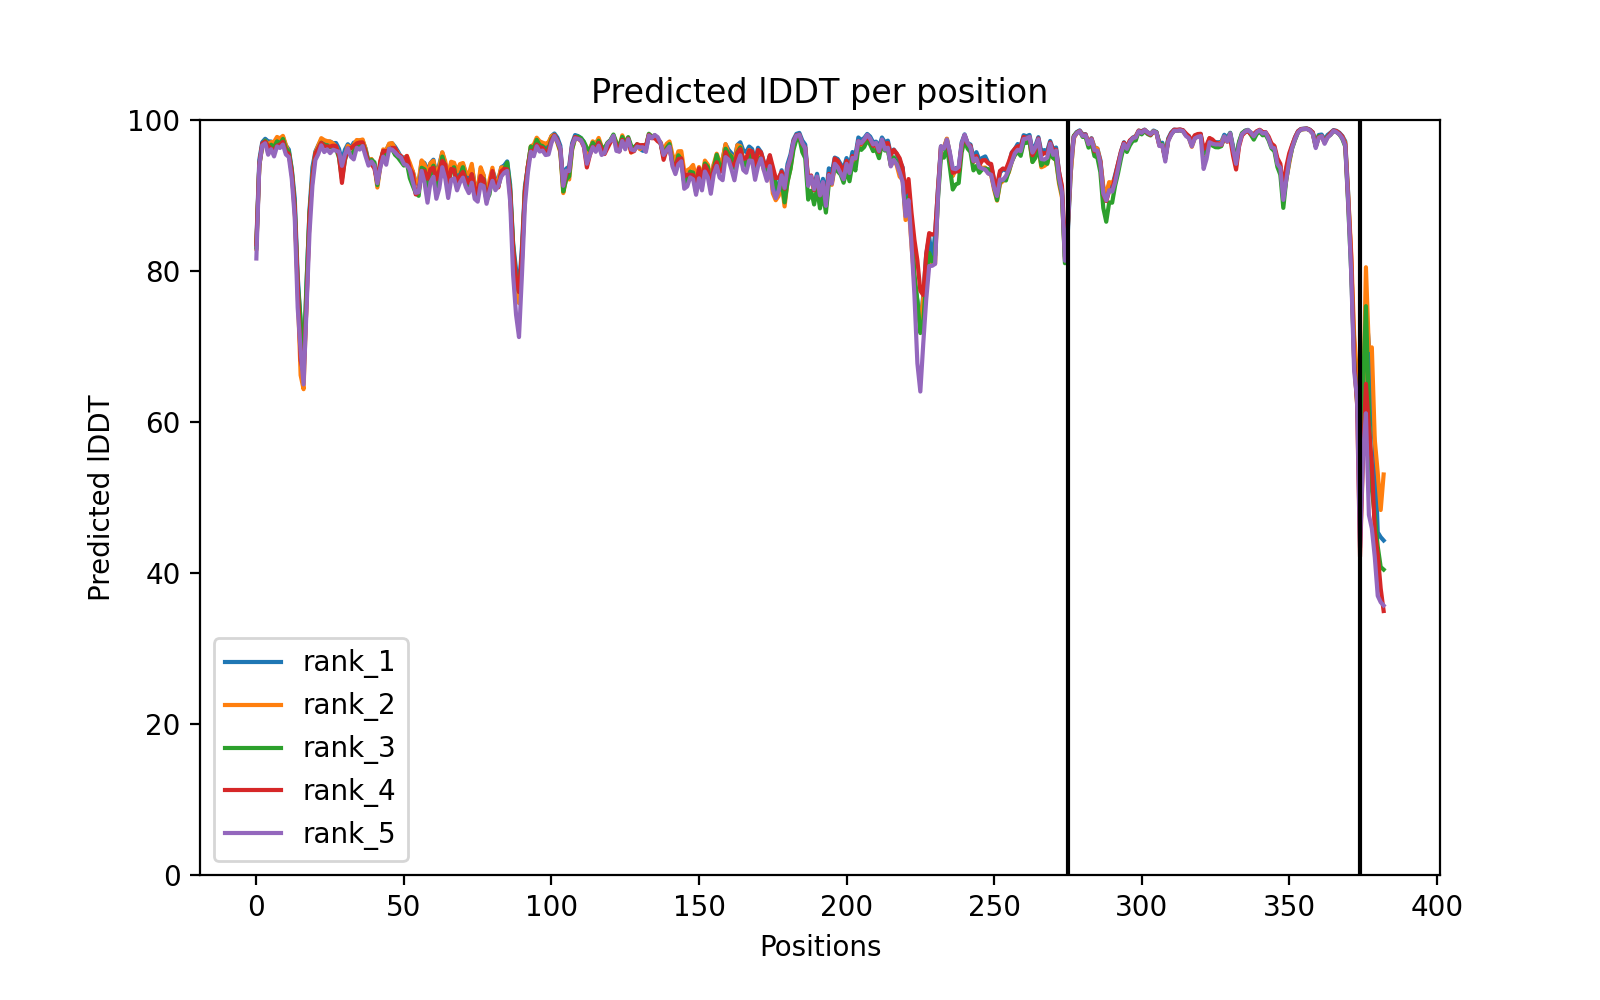 Predicted lDDT per position
100
80
60
40
20
0
Predicted lDDT
rank_1
rank_2
rank_3
rank_4
rank_5
0 50 100 150 200 250 300 350 400
Positions